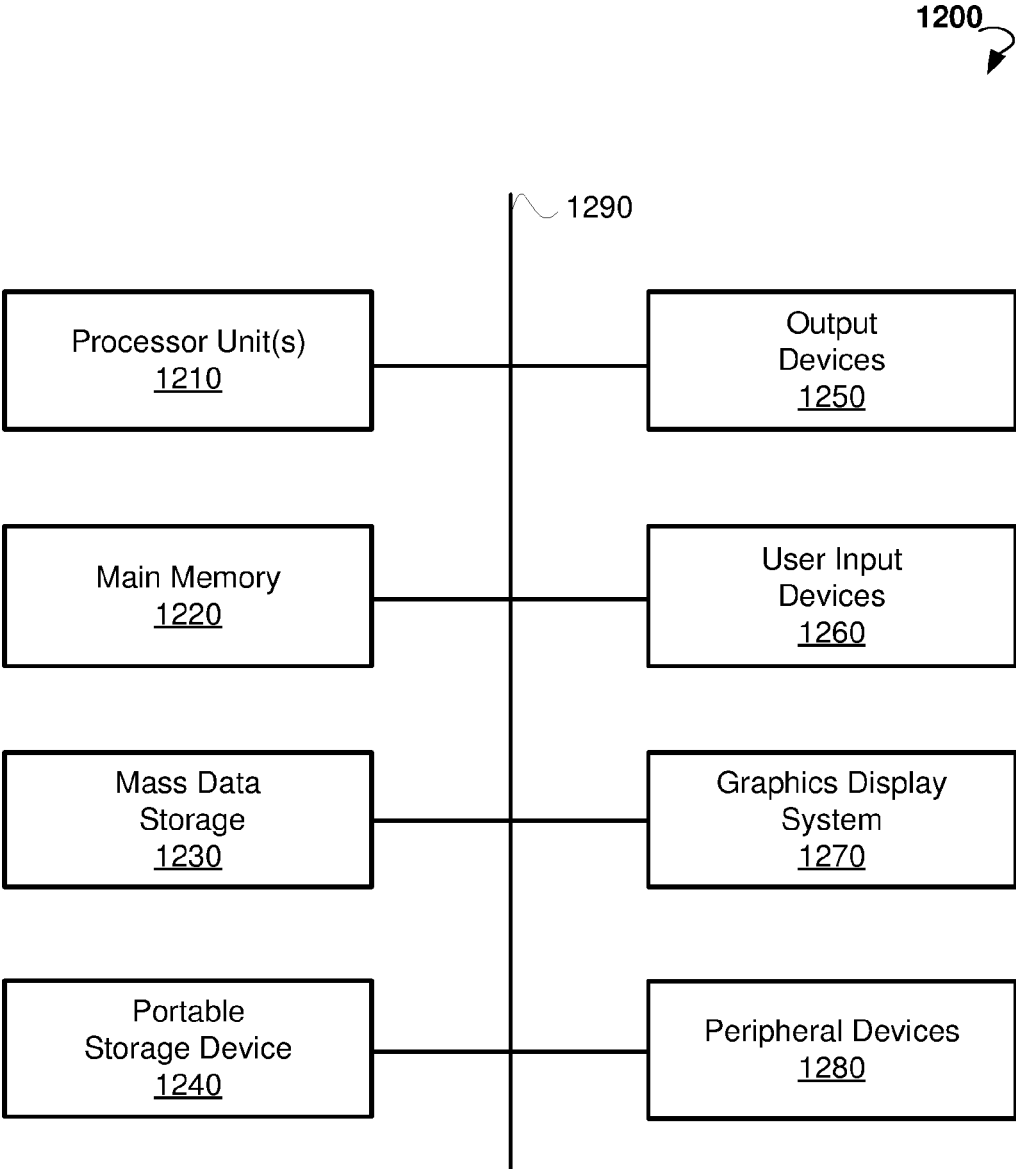 1200
1290
Processor Unit(s)
1210
Output
Devices
1250
Main Memory
1220
User Input
Devices
1260
Mass Data
Storage
1230
Graphics Display
System
1270
Portable
Storage Device
1240
Peripheral Devices
1280